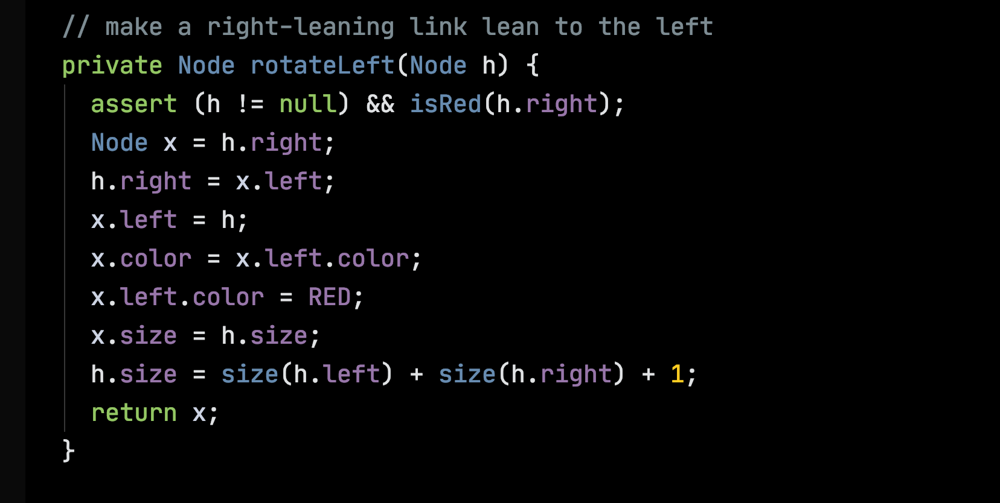 // make a right-leaning link lean to the left
private Node rotateLeft(Node h) {
assert (h != null) && isRed(h.right);
Node x = h.right;
h.right = x.left;
x.left = h;
x.color = x.left.color;
x.left.color = RED;
x.size = h.size;
h.size = size(h.left) + size(h.right) + 1;
return x;
}